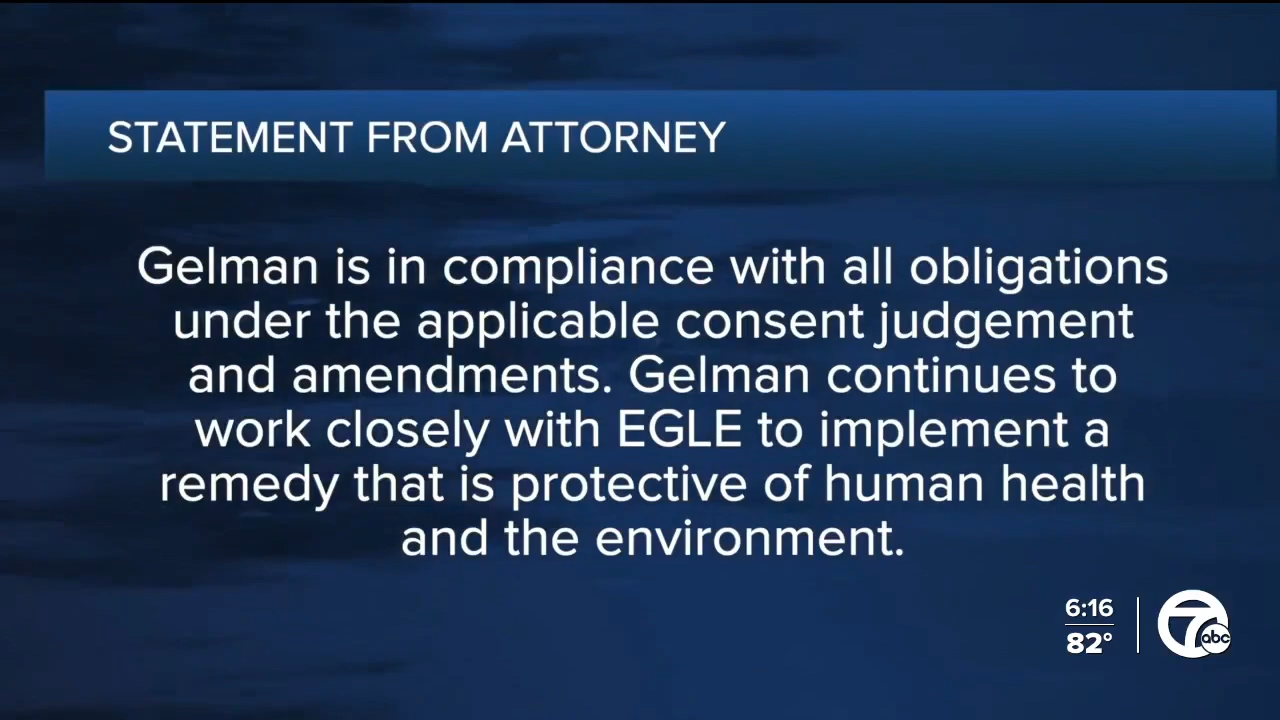 STATEMENT FROM ATTORNEY
Gelman is in compliance with all obligations
under the applicable consent judgement
and amendments. Gelman continues to
work closely with EGLE to implement a
remedy that is protective of human health
and the environment.
6:16
82°
7
abc